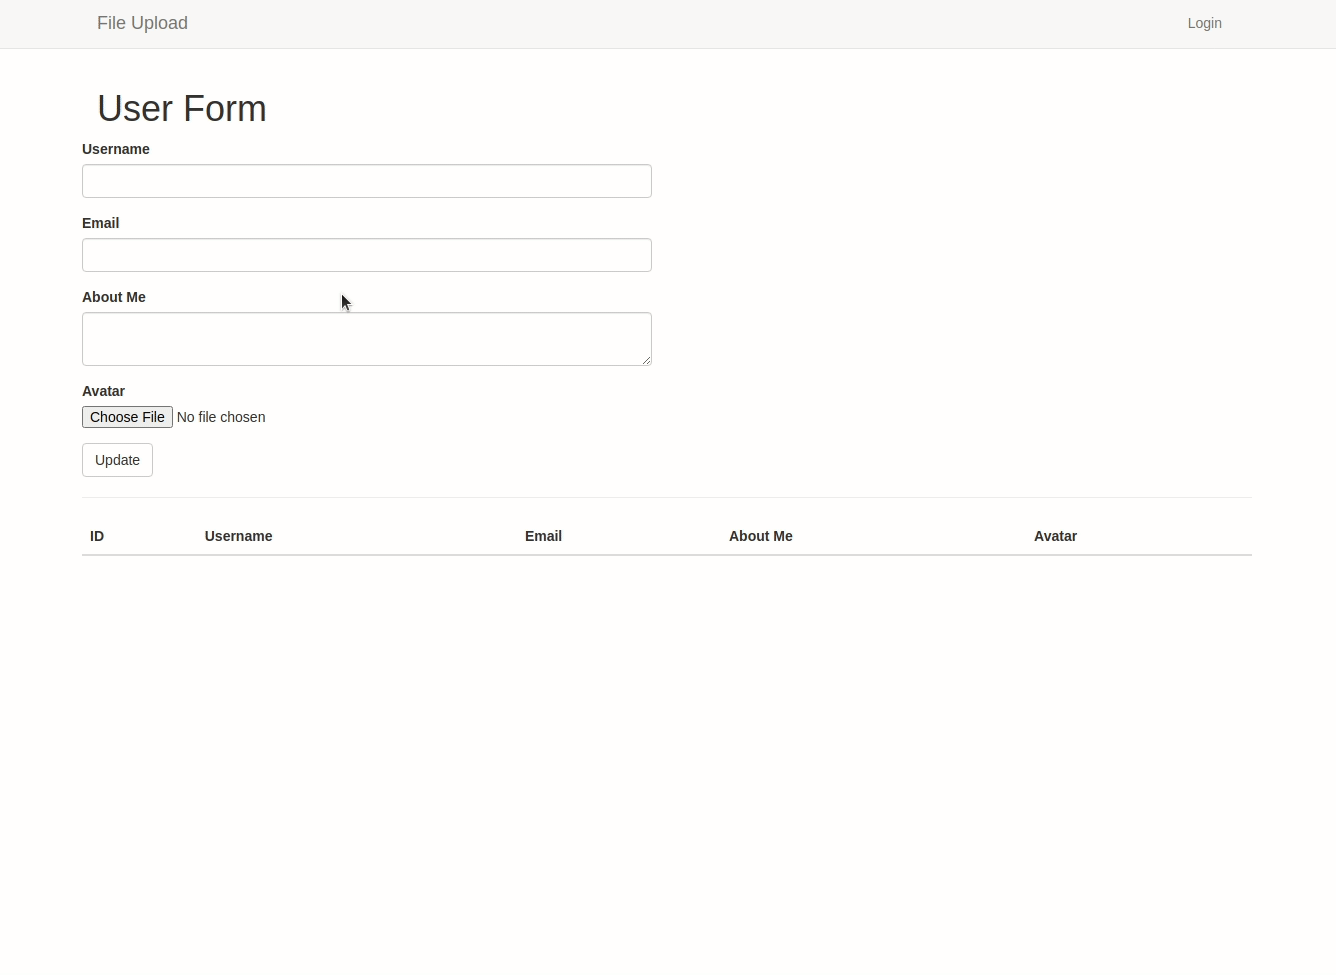 File Upload Login
User Form
Username
Email
About Me
Avatar
Choose File No file chosen
Update
ID Username Email About Me Avatar